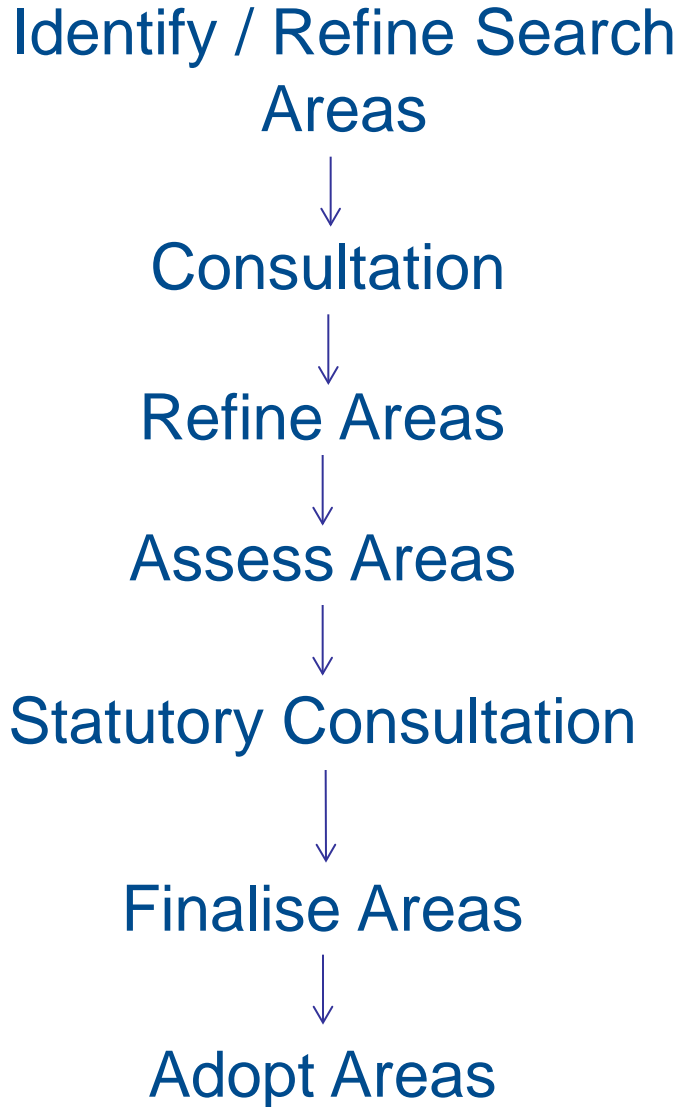 Identify / Refine Search
Areas
Consultation
Refine Areas
Assess Areas
Statutory Consultation
Finalise Areas
Adopt Areas